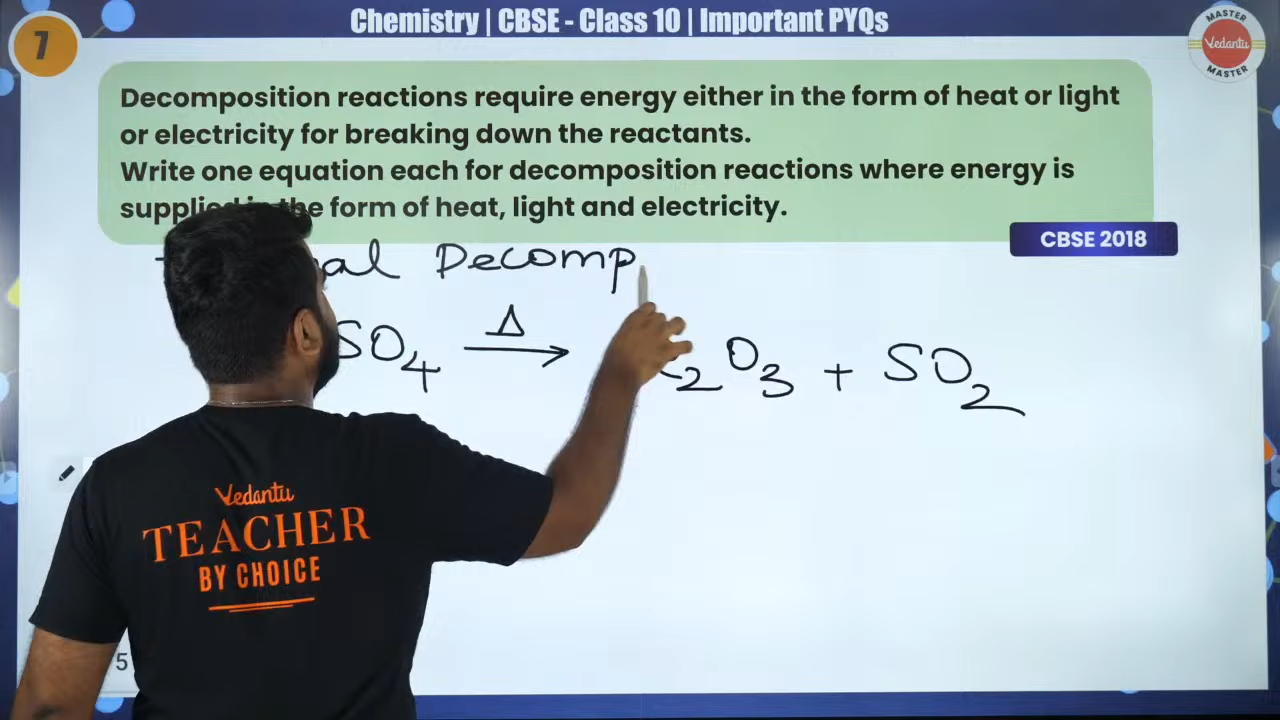 Chemistry | CBSE - Class 10 | Important PYQs
7
MASTER
Vedantu
MASTER
Decomposition reactions require energy either in the form of heat or light
or electricity for breaking down the reactants.
Write one equation each for decomposition reactions where energy is
supplied in the form of heat, light and electricity.
CBSE 2018
al Decomp
SO4 Δ→ 2O3 + SO2
Vedantu
TEACHER
BY CHOICE
5